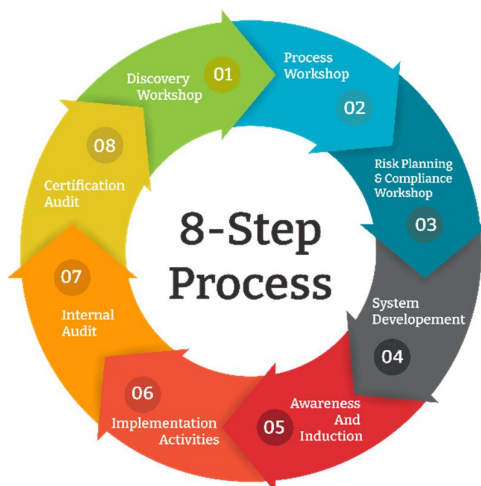 8-Step
Process
01
Discovery
Workshop
Process
Workshop
02
Risk Planning
& Compliance
Workshop
03
System
Developement
04
Awareness
And
Induction
05
06
Implementation
Activities
07
Internal
Audit
08
Certification
Audit